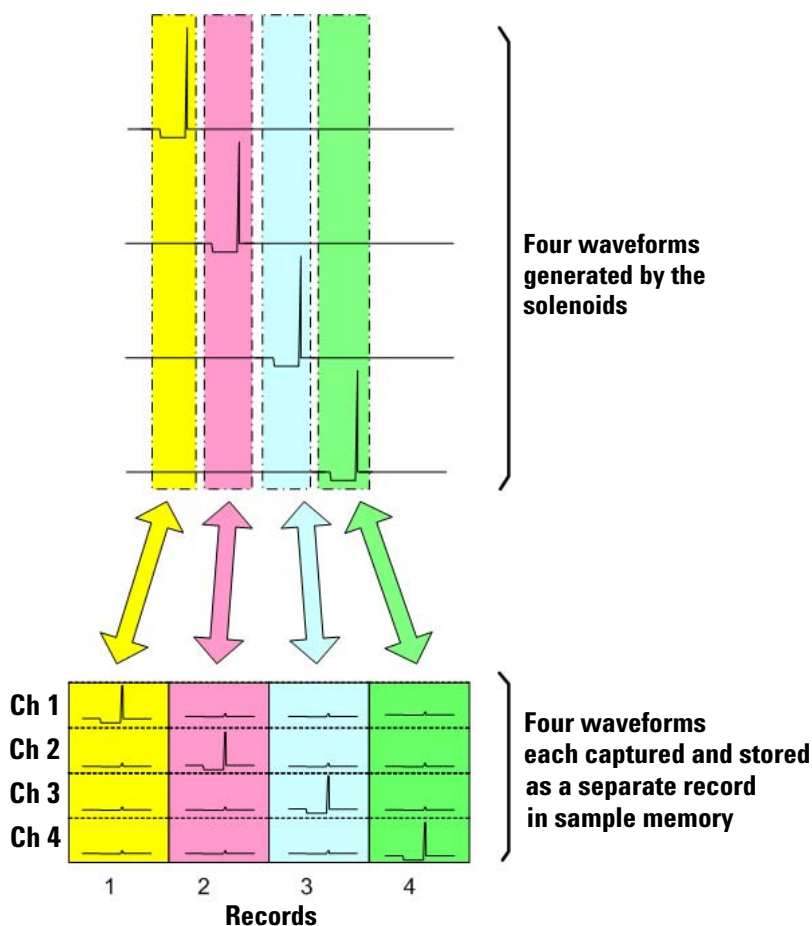 Four waveforms
generated by the
solenoids
Ch 1
Ch 2
Ch 3
Ch 4
Four waveforms
each captured and stored
as a separate record
in sample memory
1 2 3 4
Records